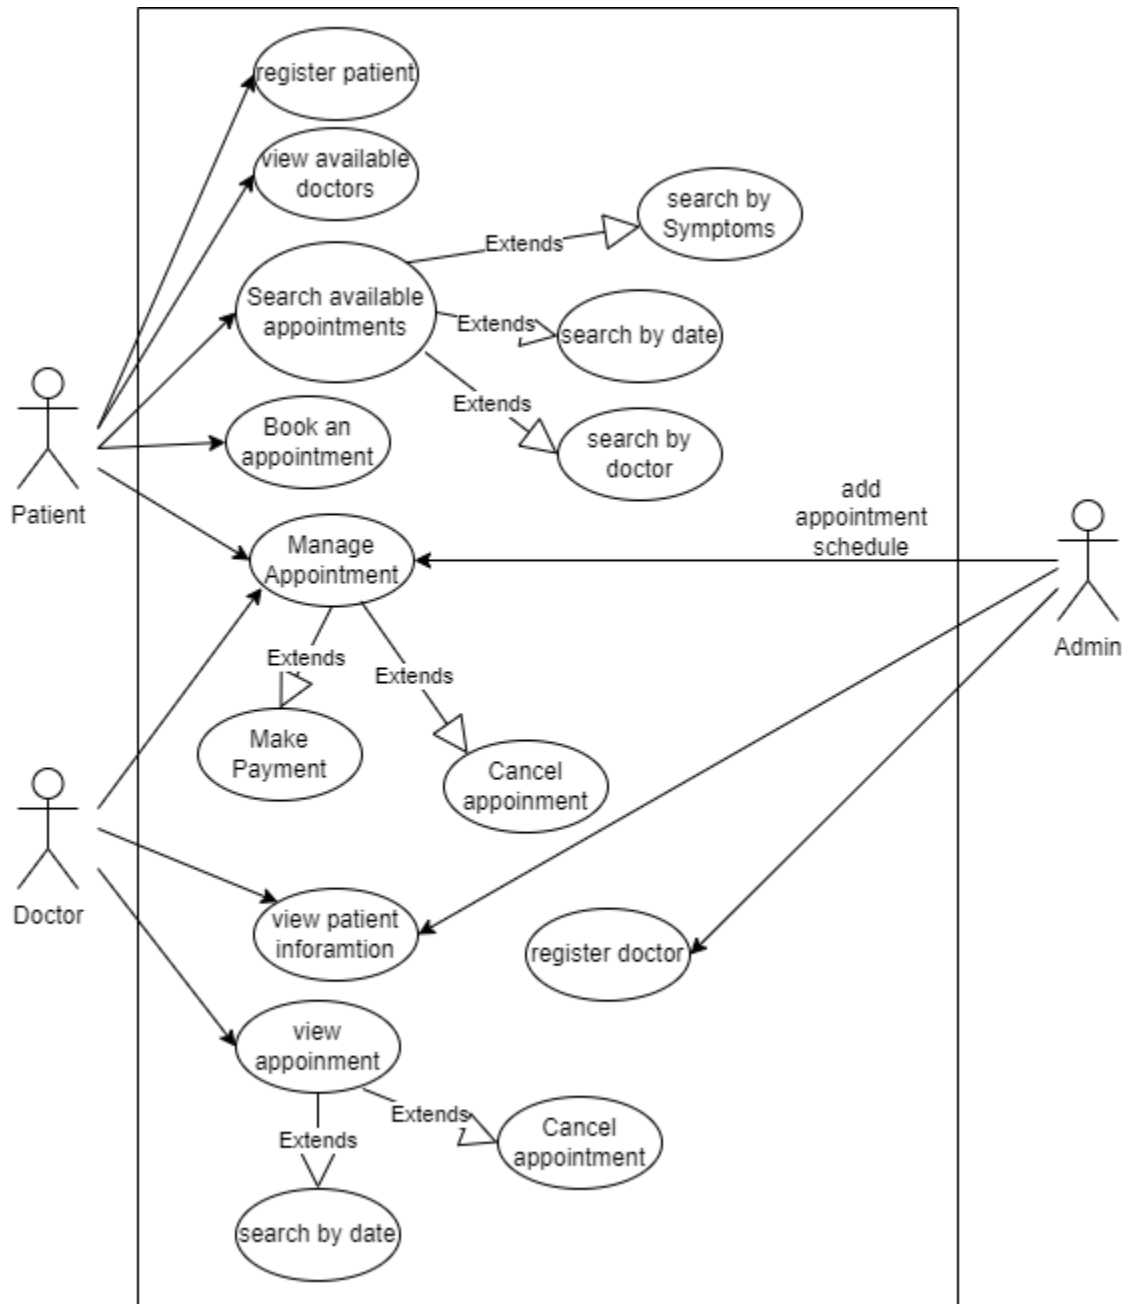 register patient
view available
doctors
search by
Symptoms
Extends
Search available
appointments
Extends
search by date
Extends
Book an
appointment
search by
doctor
Patient
add
appointment
schedule
Manage
Appointment
Admin
Extends
Extends
Make
Payment
Cancel
appoinment
Doctor
view patient
inforamtion
register doctor
view
appoinment
Extends
Cancel
appointment
Extends
search by date